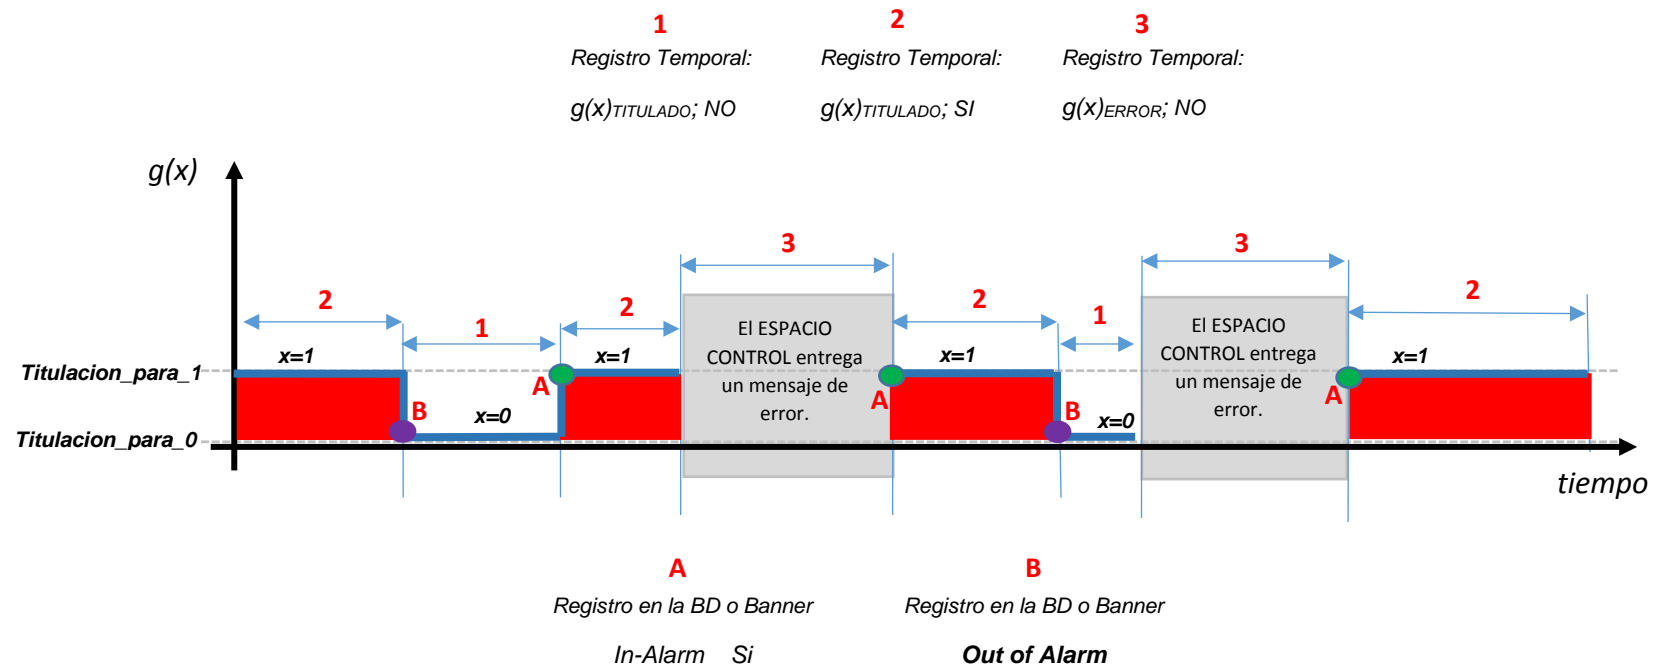 1
2
3
Registro Temporal:
Registro Temporal:
Registro Temporal:
g(x)TITULADO; NO
g(x)TITULADO; SI
g(x)ERROR; NO
g(x)
3
3
2
1
2
2
1
2
x=1
x=1
x=1
x=1
El ESPACIO
CONTROL entrega
un mensaje de
error.
El ESPACIO
CONTROL entrega
un mensaje de
error.
Titulacion_para_1
A
A
A
B
B
x=0
x=0
Titulacion_para_0
tiempo
A
B
Registro en la BD o Banner
Registro en la BD o Banner
In-Alarm Si
Out of Alarm